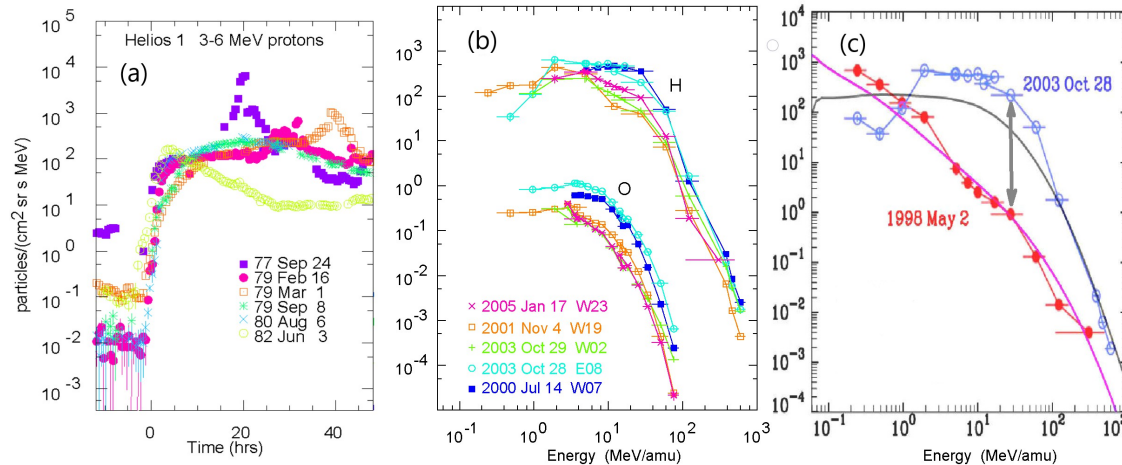 Helios 1 3-6 MeV protons
(a)
10^5
10^4
10^3
10^2
10^1
10^0
10^-1
10^-2
10^-3
particles/(cm2 sr s MeV)
77 Sep 24
79 Feb 16
79 Mar 1
79 Sep 8
80 Aug 6
82 Jun 3
0 20 40
Time (hrs)
(b)
10^3
10^2
10^1
10^0
10^-1
10^-2
10^-3
10^-4
H
O
2005 Jan 17 W23
2001 Nov 4 W19
2003 Oct 29 W02
2003 Oct 28 E08
2000 Jul 14 W07
10^-1 10^0 10^1 10^2 10^3
Energy (MeV/amu)
(c)
10^4
10^3
10^2
10^1
10^0
10^-1
10^-2
10^-3
10^-4
2003 Oct 28
1998 May 2
10^-1 10^0 10^1 10^2
Energy (MeV/amu)